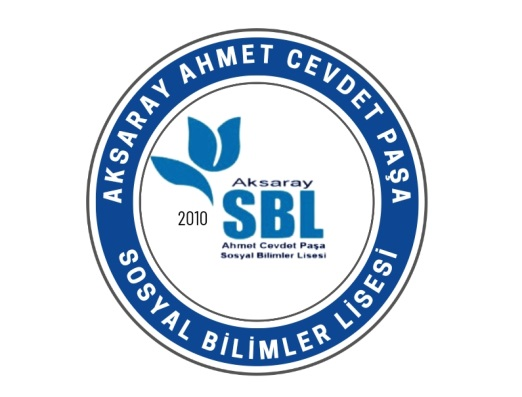 AKSARAY AHMET CEVDET PAŞA
Aksaray
2010
SBL
Ahmet Cevdet Paşa
Sosyal Bilimler Lisesi
SOSYAL BİLİMLER LİSESİ